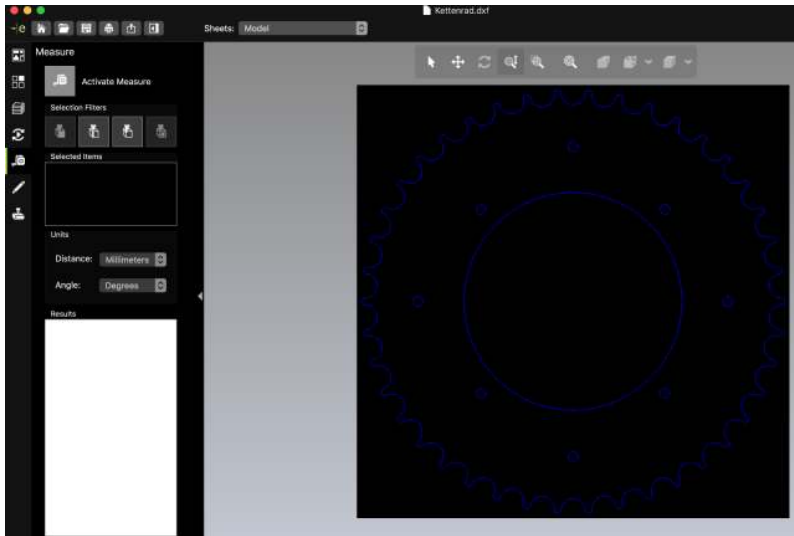 Kettenrad.dxf
e
Sheets: Model
Measure
Activate Measure
Selection Filters
Selected Items
Units
Distance: Millimeters
Angle: Degrees
Results